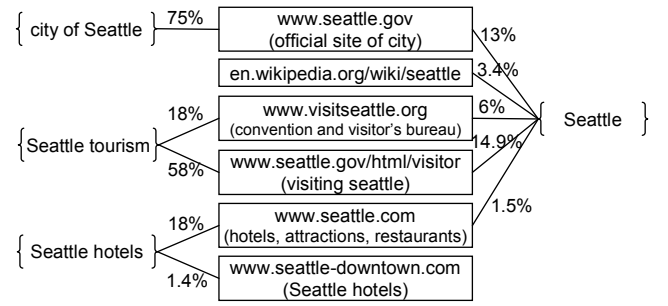 75%
www.seattle.gov
{ city of Seattle }
(official site of city)
13%
en.wikipedia.org/wiki/seattle
3.4%
18%
www.visitseattle.org
6%
(convention and visitor's bureau)
{ Seattle }
{ Seattle tourism }
14.9%
58%
www.seattle.gov/html/visitor
(visiting seattle)
18%
www.seattle.com
1.5%
(hotels, attractions, restaurants)
{ Seattle hotels }
1.4%
www.seattle-downtown.com
(Seattle hotels)